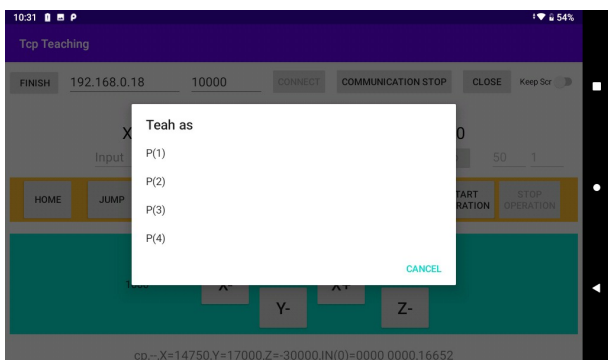 10:31 54%
Tcp Teaching
FINISH 192.168.0.18 10000 CONNECT COMMUNICATION STOP CLOSE Keep Scr
X 0
Teah as
Input 50 1
P(1)
P(2)
HOME JUMP TART RATION STOP OPERATION
P(3)
P(4)
CANCEL
X- X+
Y- Z-
cp,--,X=14750,Y=17000,Z=-30000,IN(0)=0000 0000,16652